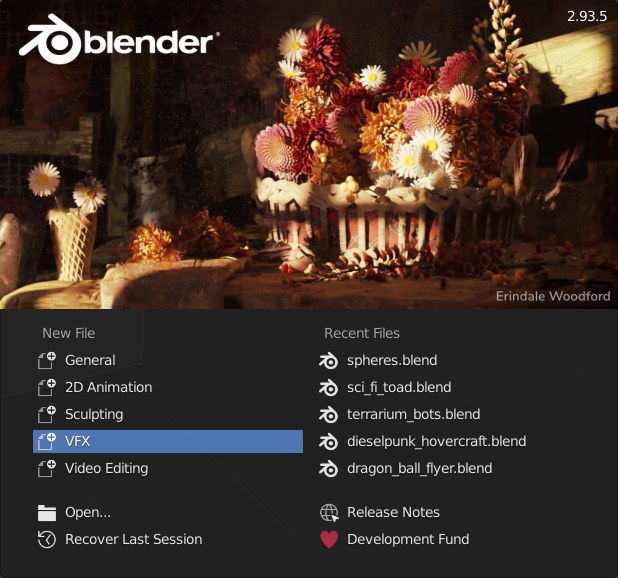 blender
2.93.5
Erindale Woodford
New File
General
2D Animation
Sculpting
VFX
Video Editing
Open...
Recover Last Session
Recent Files
spheres.blend
sci_fi_toad.blend
terrarium_bots.blend
dieselpunk_hovercraft.blend
dragon_ball_flyer.blend
Release Notes
Development Fund